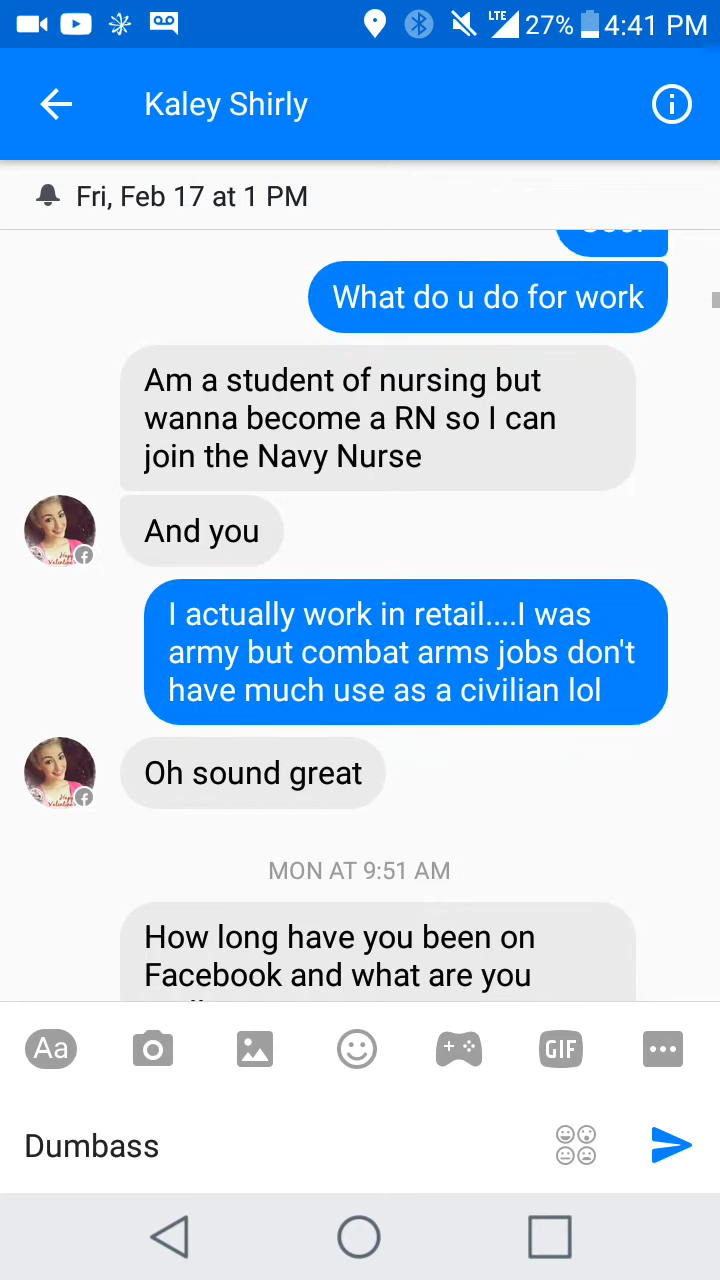 LTE 27% 4:41 PM
Kaley Shirly
Fri, Feb 17 at 1 PM
What do u do for work
Am a student of nursing but
wanna become a RN so I can
join the Navy Nurse
And you
I actually work in retail....I was
army but combat arms jobs don't
have much use as a civilian lol
Oh sound great
MON AT 9:51 AM
How long have you been on
Facebook and what are you
Aa
GIF
Dumbass